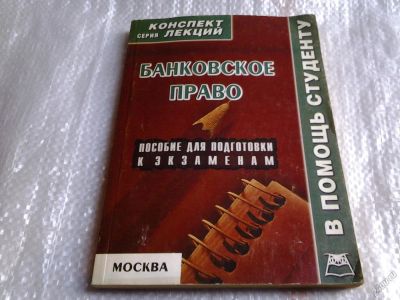 КОНСПЕКТ
СЕРИЯ ЛЕКЦИЙ
БАНКОВСКОЕ
ПРАВО
ПОСОБИЕ ДЛЯ ПОДГОТОВКИ
К ЭКЗАМЕНАМ
МОСКВА
В ПОМОЩЬ СТУДЕНТУ